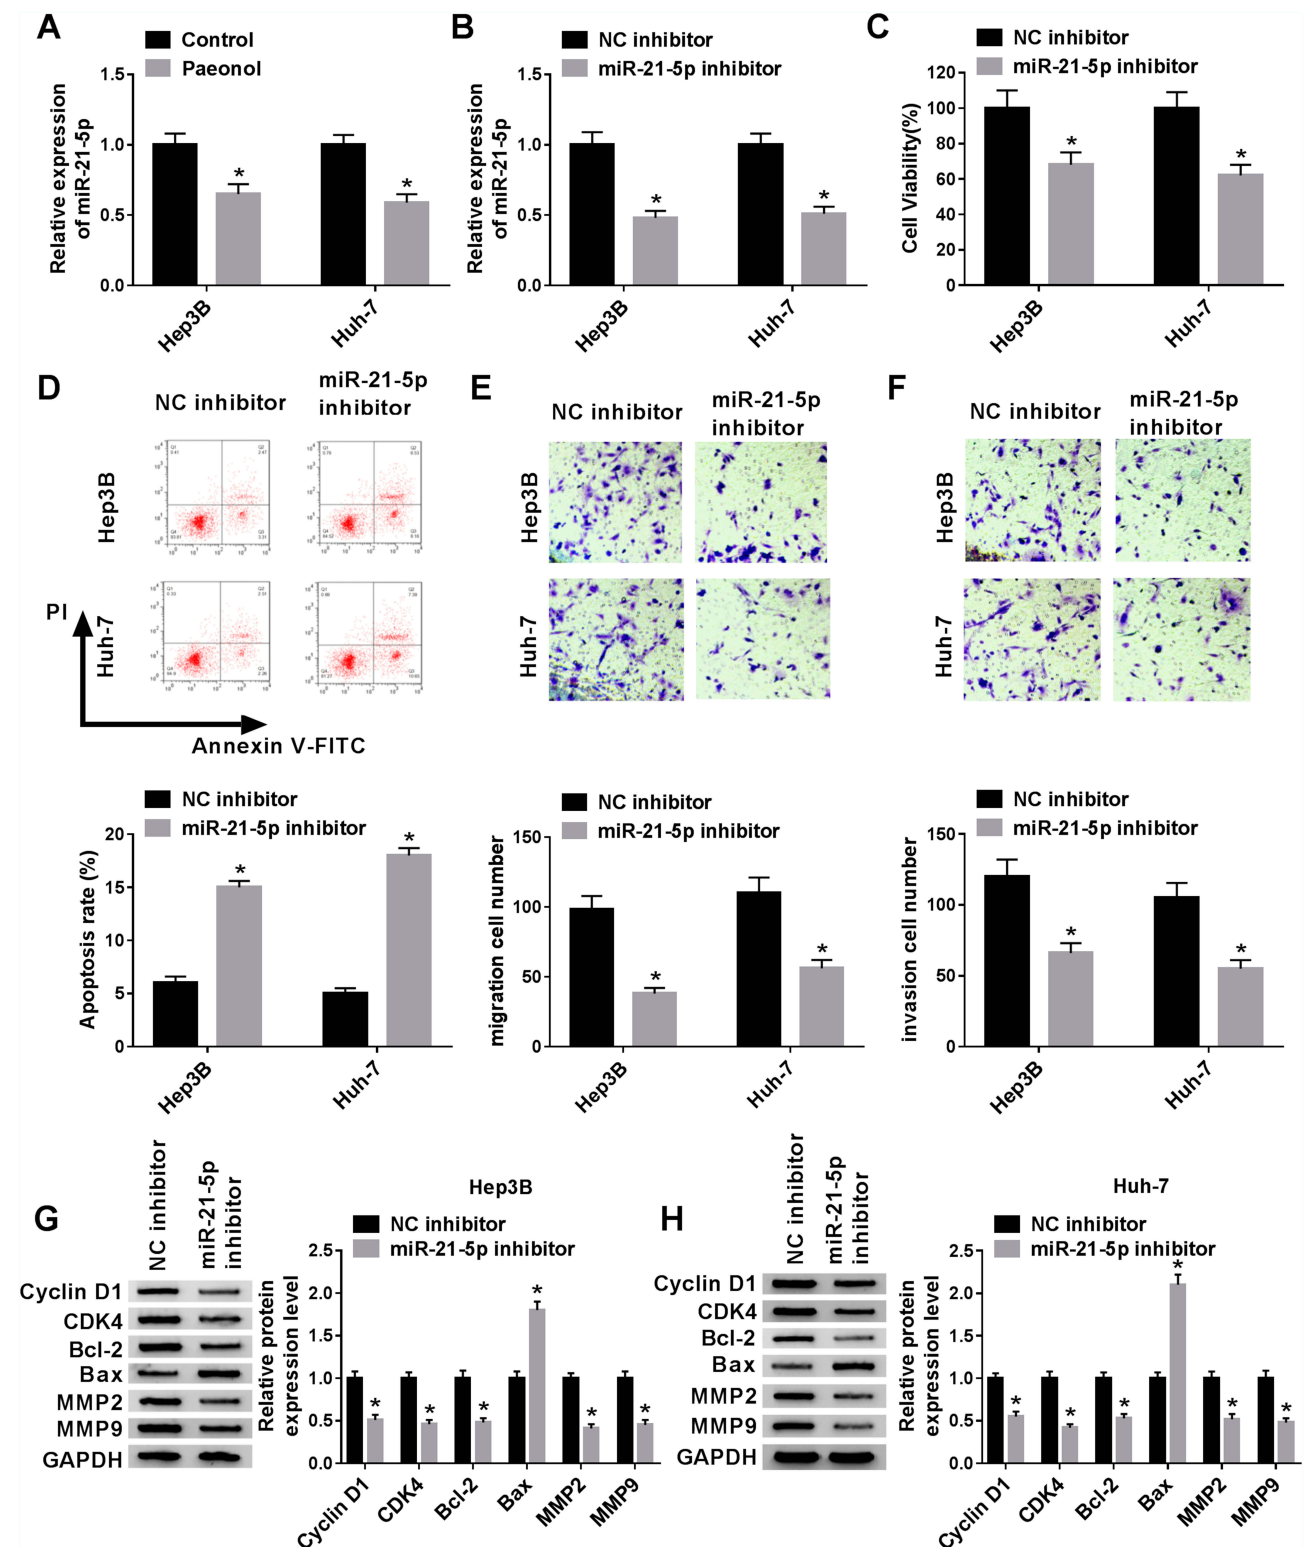 A
Control
Paeonol
Relative expression
of miR-21-5p
1.5
1.0
0.5
0.0
*
*
Hep3B
Huh-7
B
NC inhibitor
miR-21-5p inhibitor
Relative expression
of miR-21-5p
1.5
1.0
0.5
0.0
*
*
Hep3B
Huh-7
C
NC inhibitor
miR-21-5p inhibitor
Cell Viability(%)
120
100
80
60
40
20
0
*
*
Hep3B
Huh-7
D
NC inhibitor
miR-21-5p
inhibitor
Hep3B
Huh-7
PI
Annexin V-FITC
E
NC inhibitor
miR-21-5p
inhibitor
Hep3B
Huh-7
F
NC inhibitor
miR-21-5p
inhibitor
Hep3B
Huh-7
NC inhibitor
miR-21-5p inhibitor
Apoptosis rate (%)
20
15
10
5
0
*
*
Hep3B
Huh-7
NC inhibitor
miR-21-5p inhibitor
migration cell number
150
100
50
0
*
*
Hep3B
Huh-7
NC inhibitor
miR-21-5p inhibitor
invasion cell number
150
100
50
0
*
*
Hep3B
Huh-7
G
NC inhibitor
miR-21-5p
inhibitor
Cyclin D1
CDK4
Bcl-2
Bax
MMP2
MMP9
GAPDH
Hep3B
NC inhibitor
miR-21-5p inhibitor
Relative protein
expression level
2.5
2.0
1.5
1.0
0.5
0.0
*
*
*
*
*
*
Cyclin D1
CDK4
Bcl-2
Bax
MMP2
MMP9
H
NC inhibitor
miR-21-5p
inhibitor
Cyclin D1
CDK4
Bcl-2
Bax
MMP2
MMP9
GAPDH
Huh-7
NC inhibitor
miR-21-5p inhibitor
Relative protein
expression level
2.5
2.0
1.5
1.0
0.5
0.0
*
*
*
*
*
*
Cyclin D1
CDK4
Bcl-2
Bax
MMP2
MMP9